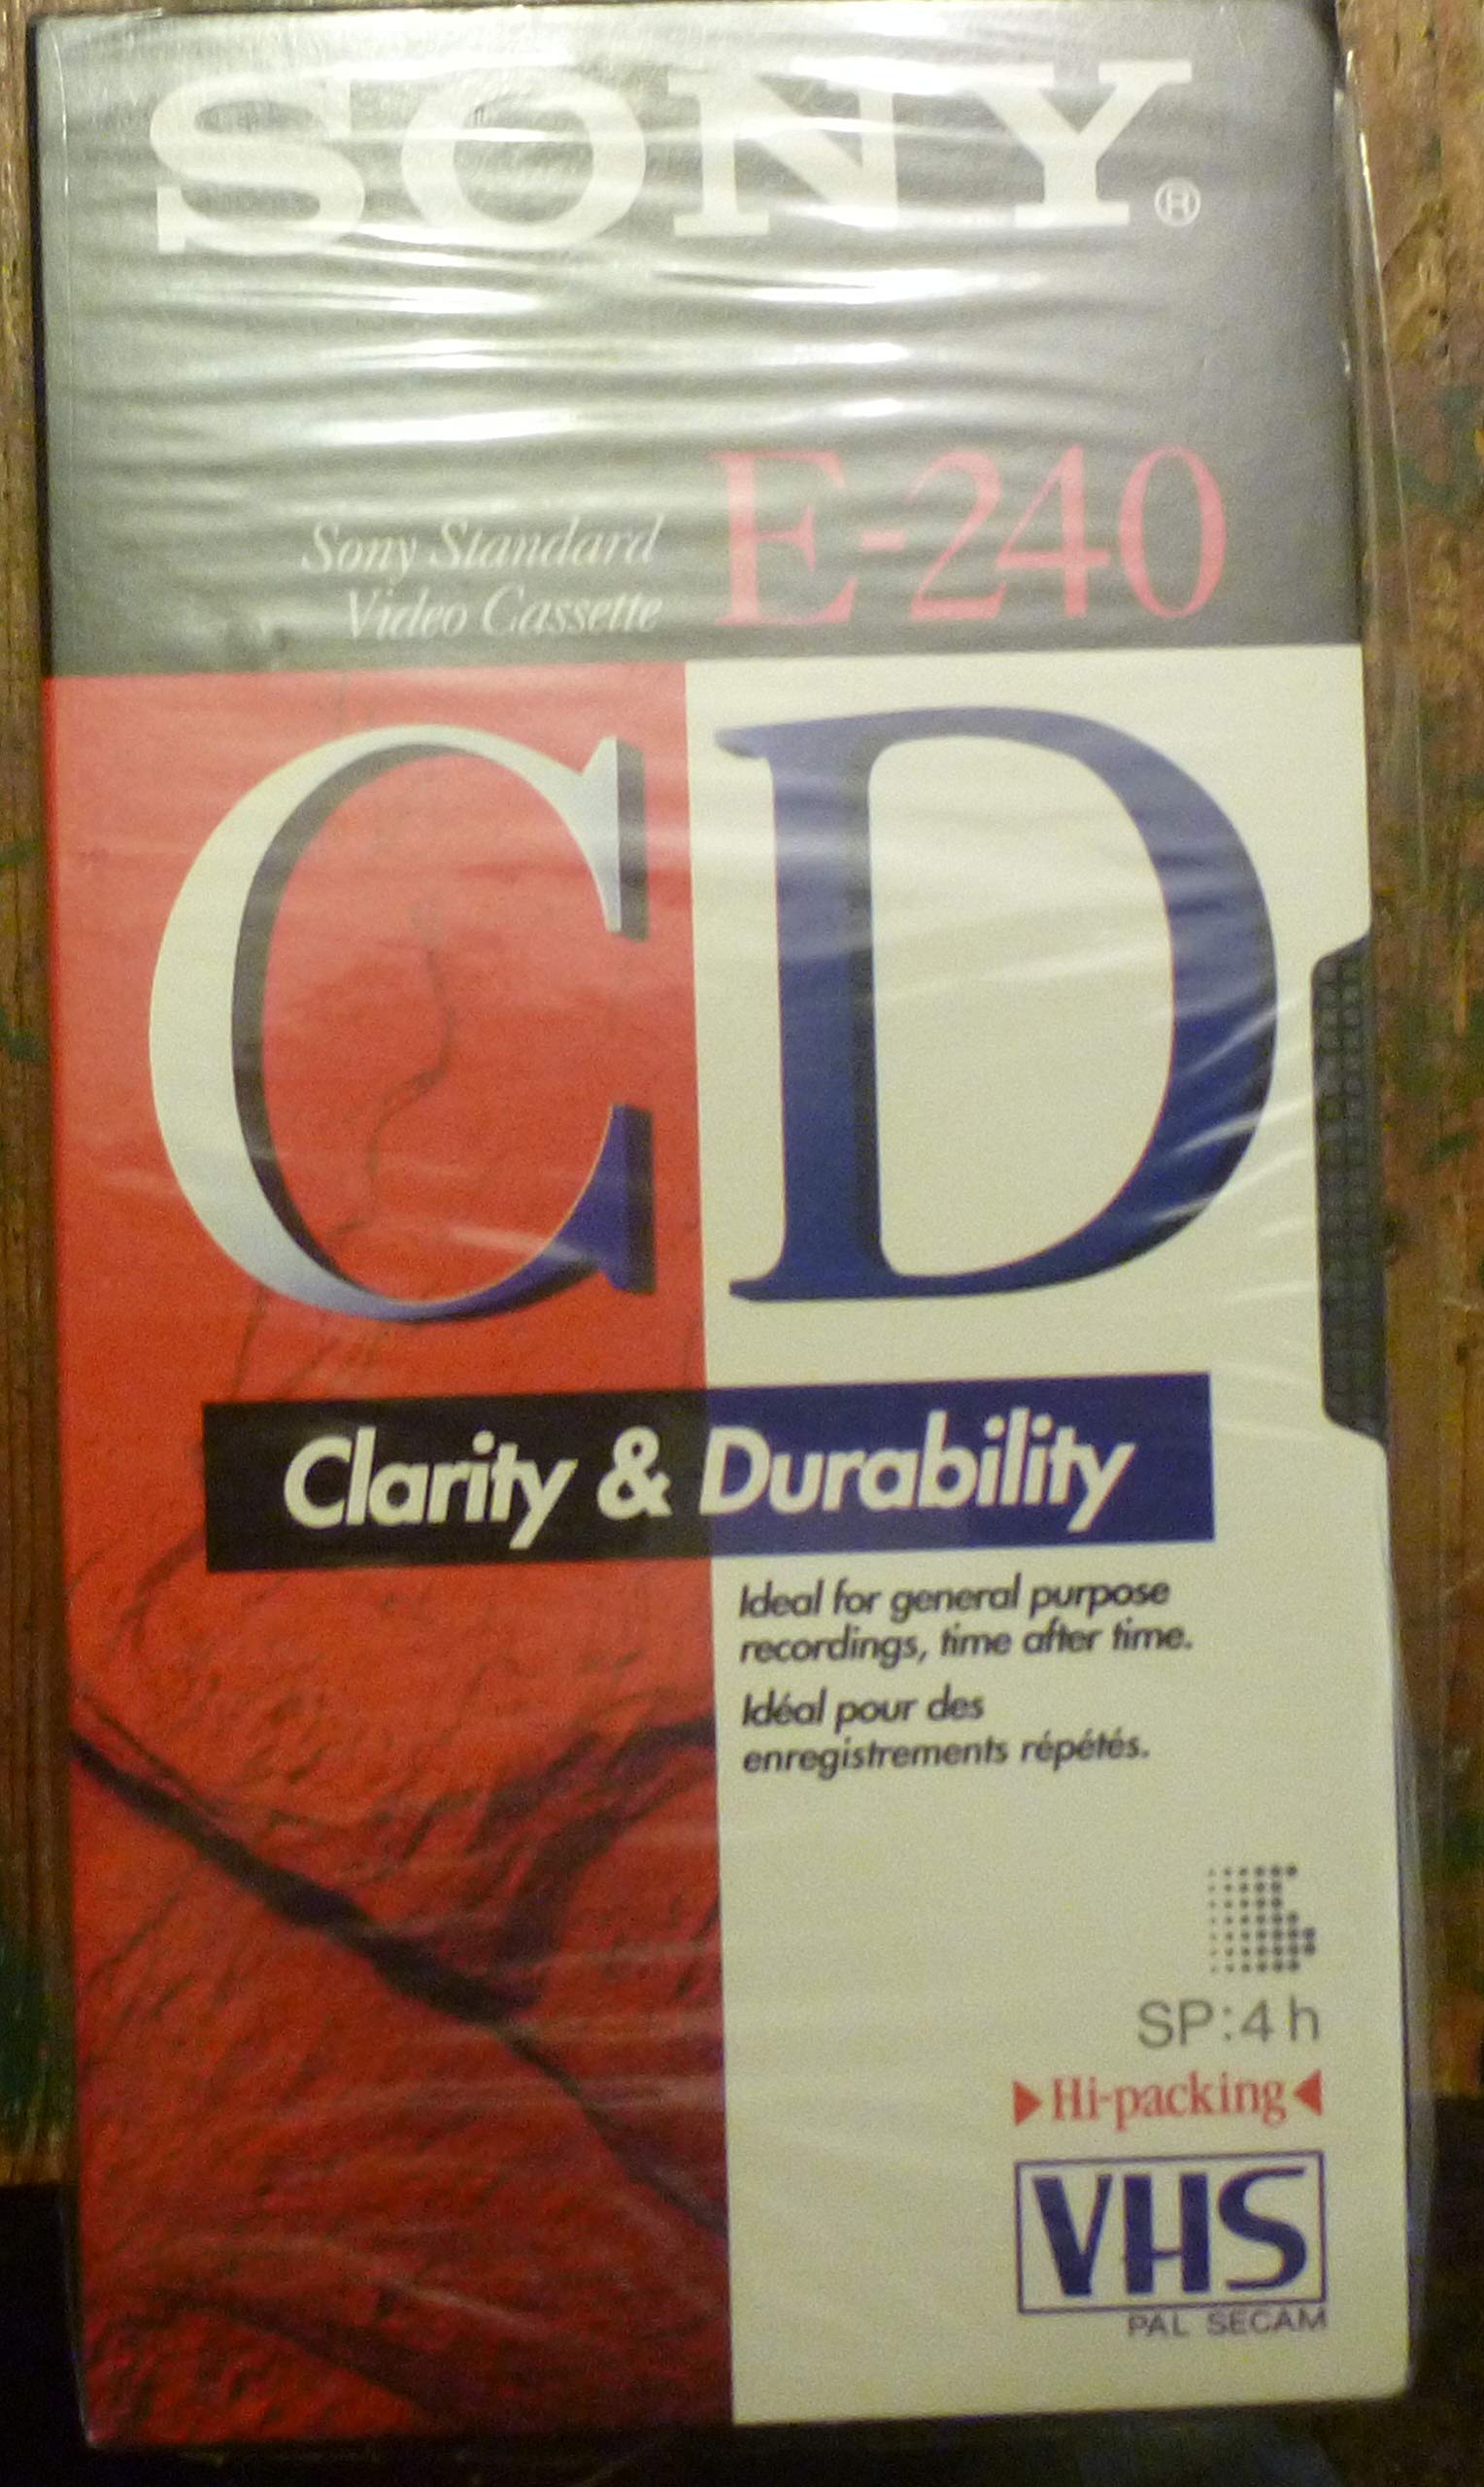 SONY®
Sony Standard
Video Cassette
E-240
CD
Clarity & Durability
Ideal for general purpose
recordings, time after time.
Idéal pour des
enregistrements répétés.
SP:4 h
Hi-packing
VHS
PAL SECAM